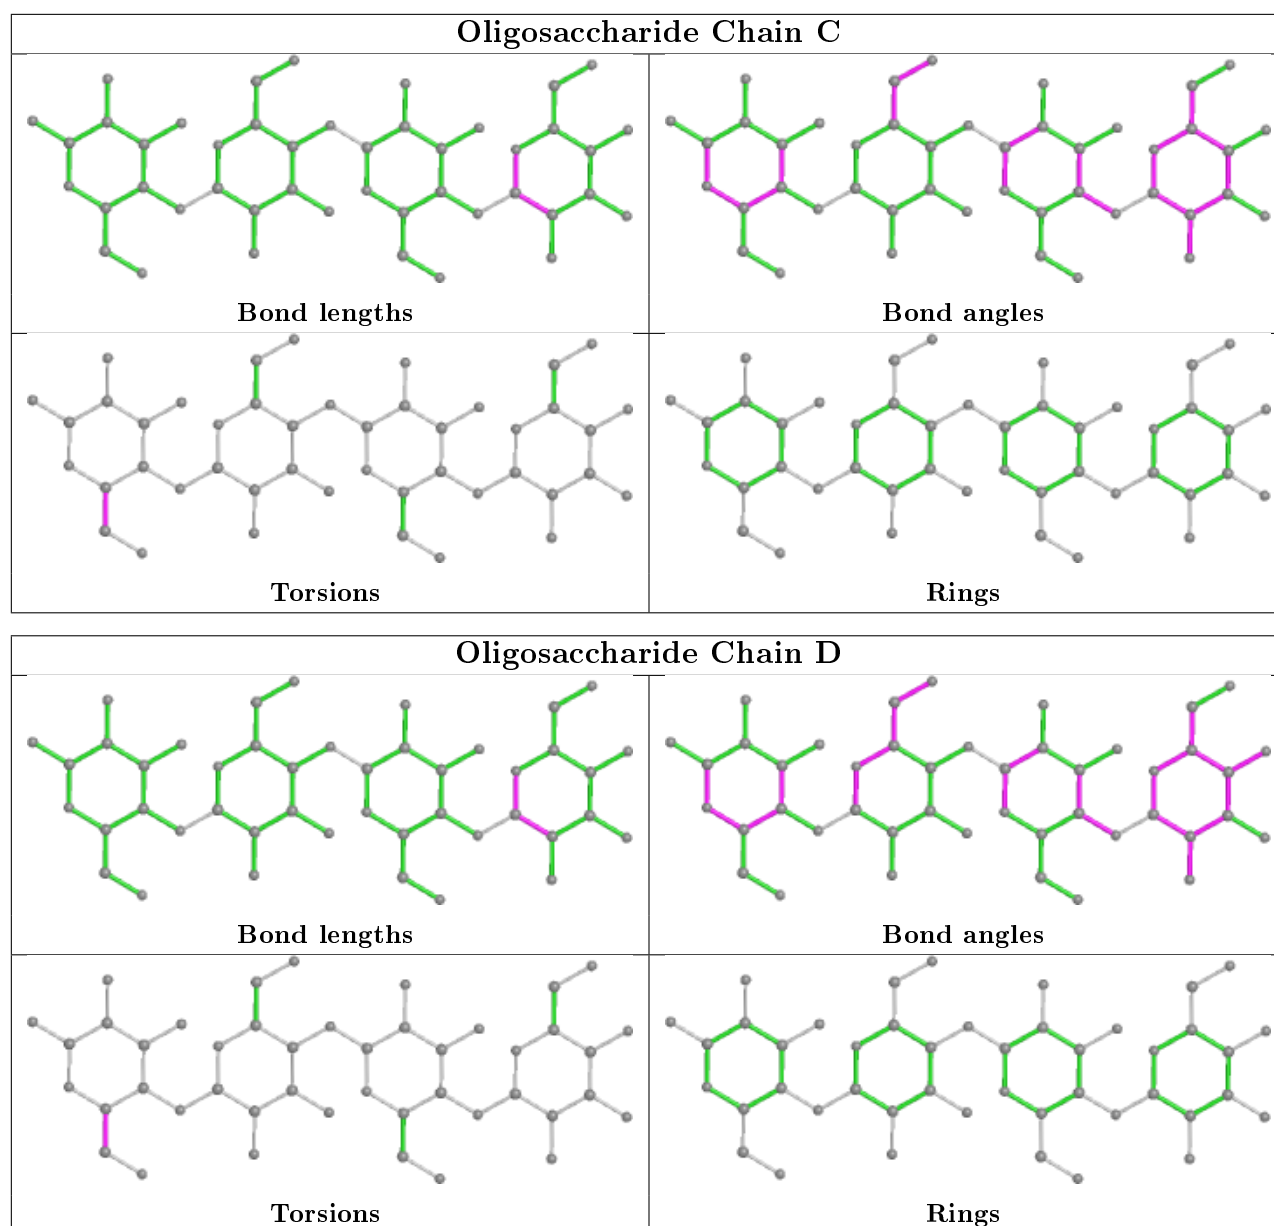 Oligosaccharide Chain C
Bond lengths
Bond angles
Torsions
Rings
Oligosaccharide Chain D
Bond lengths
Bond angles
Torsions
Rings